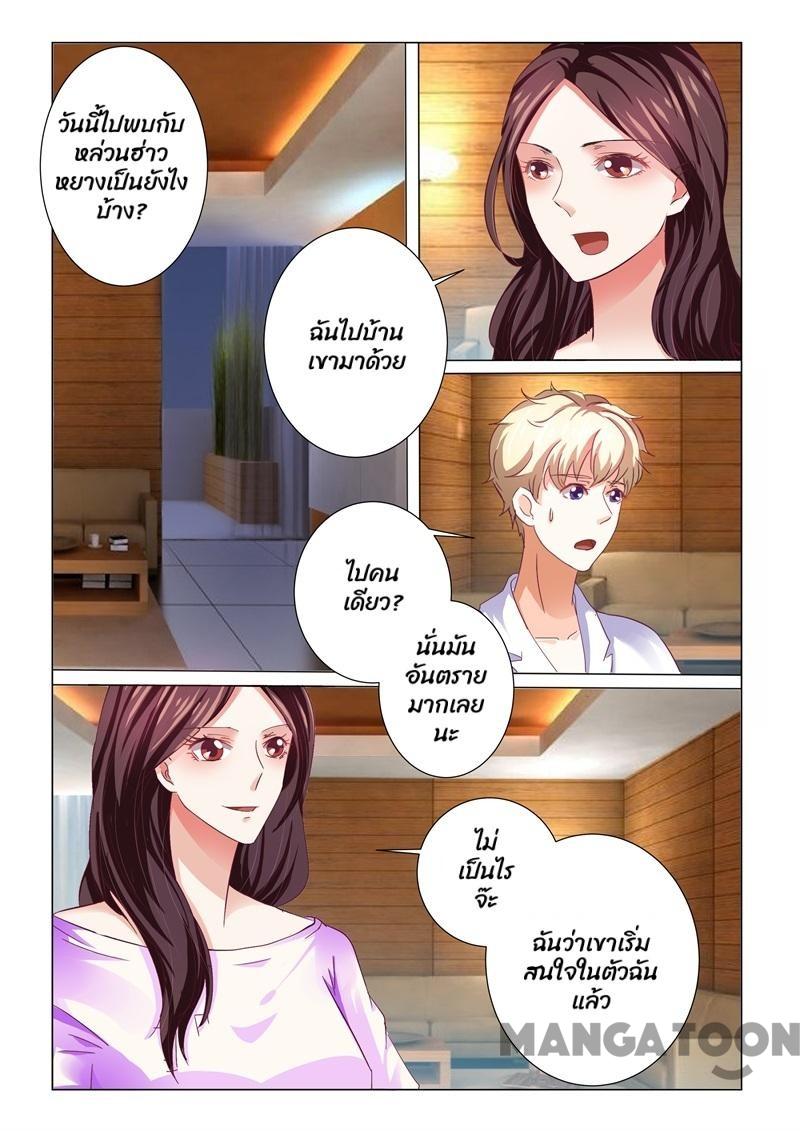 วันนี้ไปพบกับ
หล่วนฮ่าว
หยางเป็นยังไง
บ้าง?
ฉันไปบ้าน
เขามาด้วย
ไปคน
เดียว?
นั่นมัน
อันตราย
มากเลย
นะ
ไม่
เป็นไร
จ๊ะ
ฉันว่าเขาเริ่ม
สนใจในตัวฉัน
แล้ว
MANGATOON